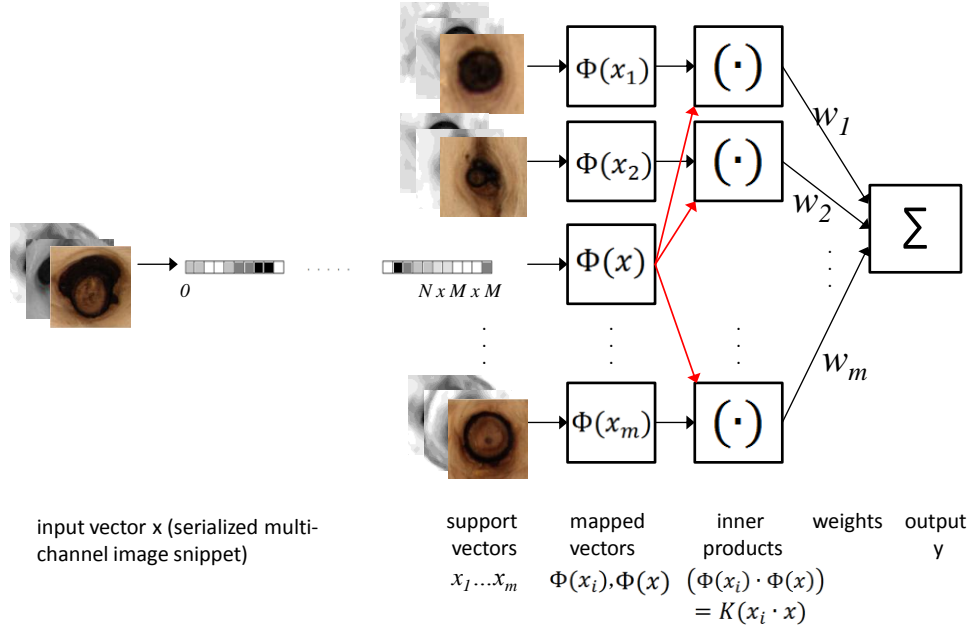 Φ(x₁)
(·)
w₁
Φ(x₂)
(·)
w₂
Σ
Φ(x)
0
N x M x M
wₘ
Φ(xₘ)
(·)
input vector x (serialized multi-
channel image snippet)
support
vectors
x₁...xₘ
mapped
vectors
Φ(xᵢ),Φ(x)
inner
products
(Φ(xᵢ) · Φ(x))
= K(xᵢ · x)
weights
output
y